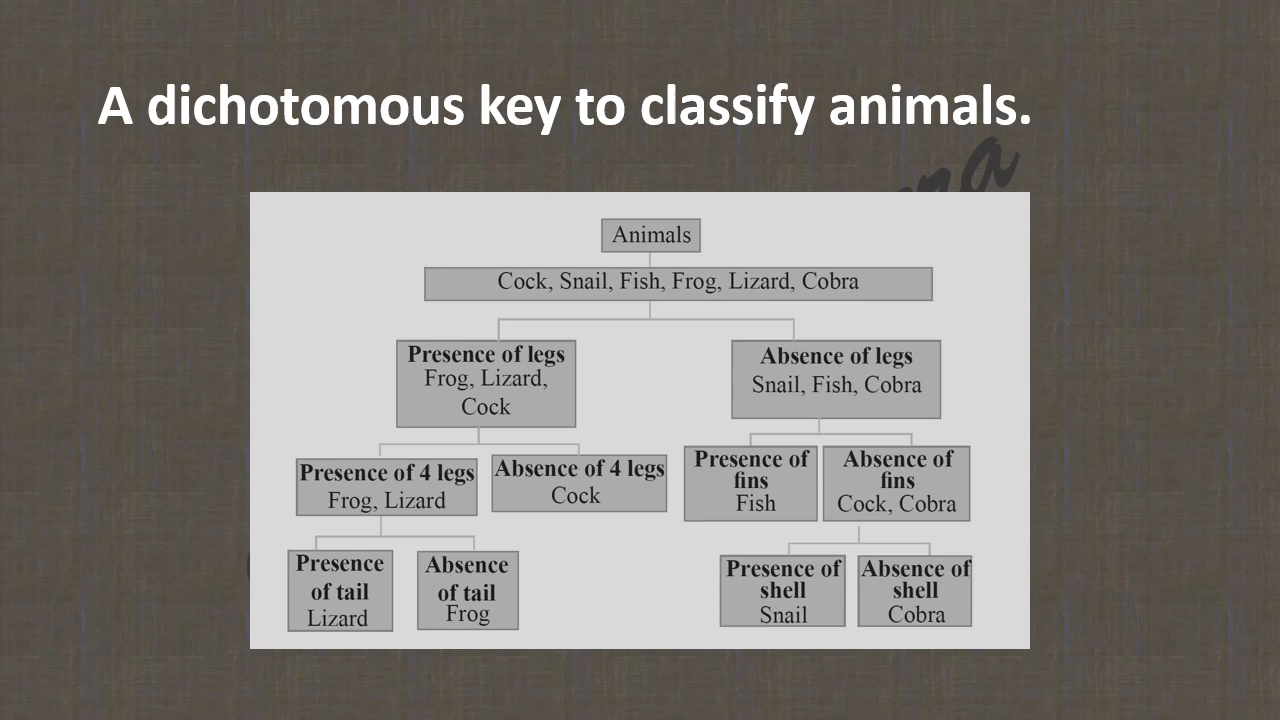 A dichotomous key to classify animals.
Animals
Cock, Snail, Fish, Frog, Lizard, Cobra
Presence of legs
Frog, Lizard,
Cock
Absence of legs
Snail, Fish, Cobra
Presence of 4 legs
Frog, Lizard
Absence of 4 legs
Cock
Presence of
fins
Fish
Absence of
fins
Cock, Cobra
Presence
of tail
Lizard
Absence
of tail
Frog
Presence of
shell
Snail
Absence of
shell
Cobra